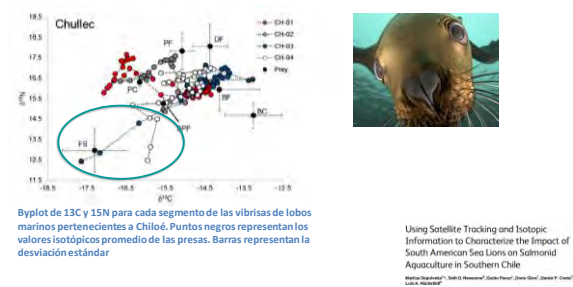 Chullec
19.5
18.5
17.5
16.5
15.5
14.5
13.5
12.5
11.5
δ¹⁵N
CH-01
CH-02
CH-03
CH-04
Prey
PF
DF
PC
BF
BC
SPF
FS
-18.5 -17.5 -16.5 -15.5 -14.5 -13.5 -12.5
δ¹³C
Byplot de 13C y 15N para cada segmento de las vibrisas de lobos
marinos pertenecientes a Chiloé. Puntos negros representan los
valores isotópicos promedio de las presas. Barras representan la
desviación estándar
Using Satellite Tracking and Isotopic
Information to Characterize the Impact of
South American Sea Lions on Salmonid
Aquaculture in Southern Chile